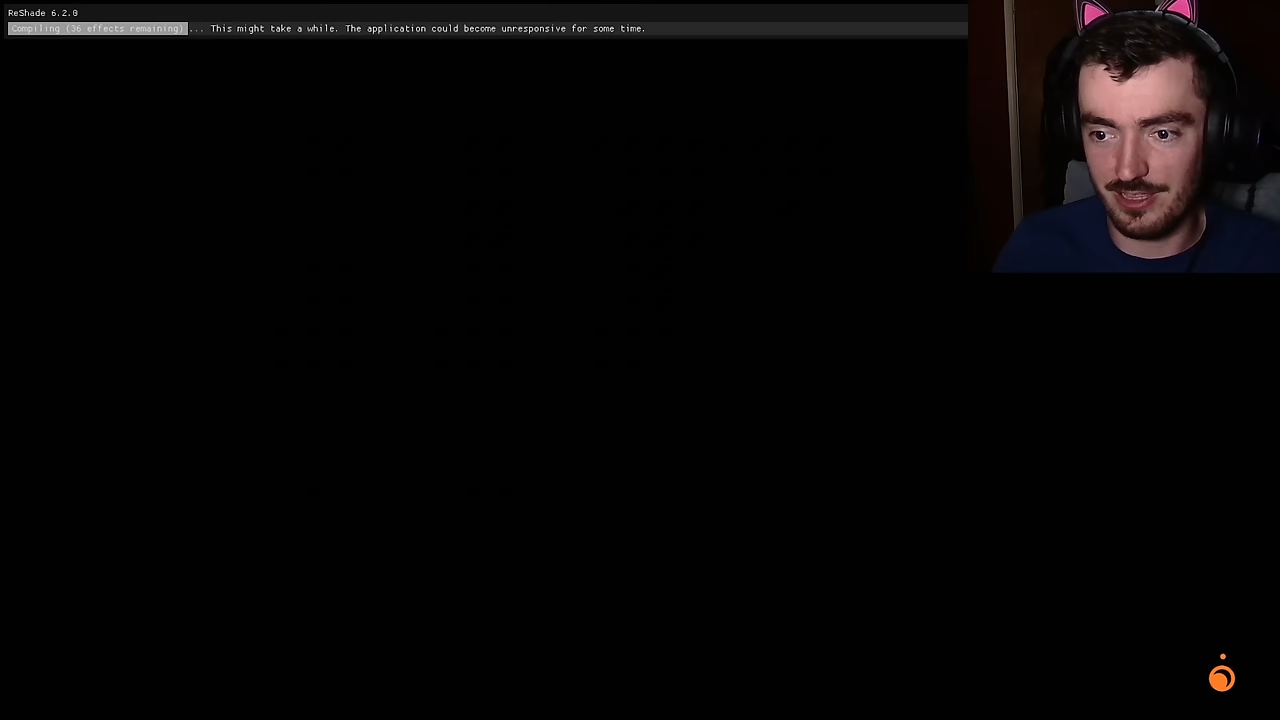 ReShade 6.2.0
Compiling (36 effects remaining)... This might take a while. The application could become unresponsive for some time.